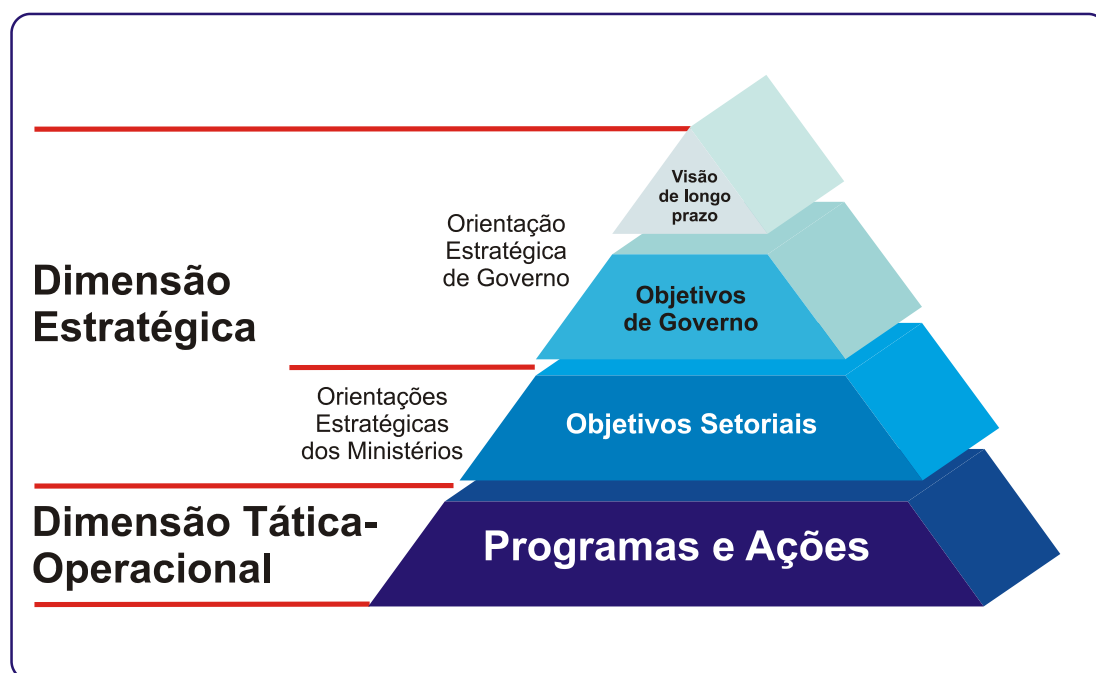 Visão
de longo
prazo
Orientação
Estratégica
de Governo
Dimensão
Estratégica
Objetivos
de Governo
Orientações
Estratégicas
dos Ministérios
Objetivos Setoriais
Dimensão Tática-
Operacional
Programas e Ações